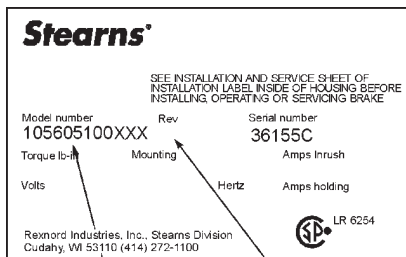 Stearns®
SEE INSTALLATION AND SERVICE SHEET OF
INSTALLATION LABEL INSIDE OF HOUSING BEFORE
INSTALLING, OPERATING OR SERVICING BRAKE
Model number Rev Serial number
105605100XXX 36155C
Torque lb-in Mounting Amps Inrush
Volts Hertz Amps holding
Rexnord Industries, Inc., Stearns Division
Cudahy, WI 53110 (414) 272-1100
LR 6254